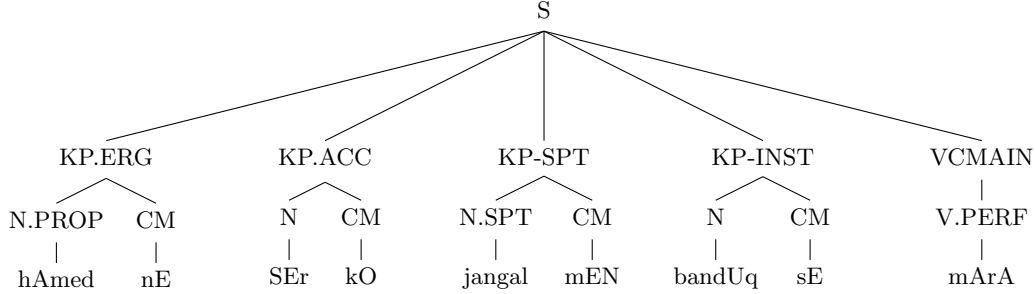 S
KP.ERG KP.ACC KP-SPT KP-INST VCMAIN
N.PROP CM N CM N.SPT CM N CM V.PERF
hAmed nE SEr kO jangal mEN bandUq sE mArA